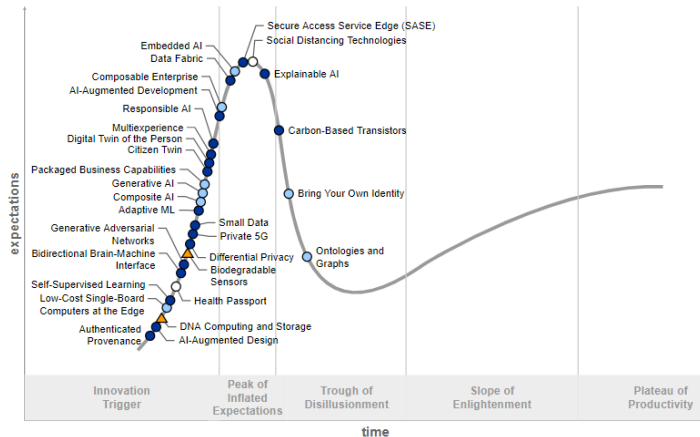 Secure Access Service Edge (SASE)
Social Distancing Technologies
Embedded AI
Data Fabric
Explainable AI
Composable Enterprise
AI-Augmented Development
Responsible AI
Carbon-Based Transistors
Multiexperience
Digital Twin of the Person
Citizen Twin
Packaged Business Capabilities
Generative AI
Bring Your Own Identity
Composite AI
Adaptive ML
Small Data
Generative Adversarial
Networks
Private 5G
Bidirectional Brain-Machine
Interface
Differential Privacy
Biodegradable
Sensors
Ontologies and
Graphs
Self-Supervised Learning
Low-Cost Single-Board
Computers at the Edge
Health Passport
Authenticated
Provenance
DNA Computing and Storage
AI-Augmented Design
expectations
Innovation
Trigger
Peak of
Inflated
Expectations
Trough of
Disillusionment
Slope of
Enlightenment
Plateau of
Productivity
time